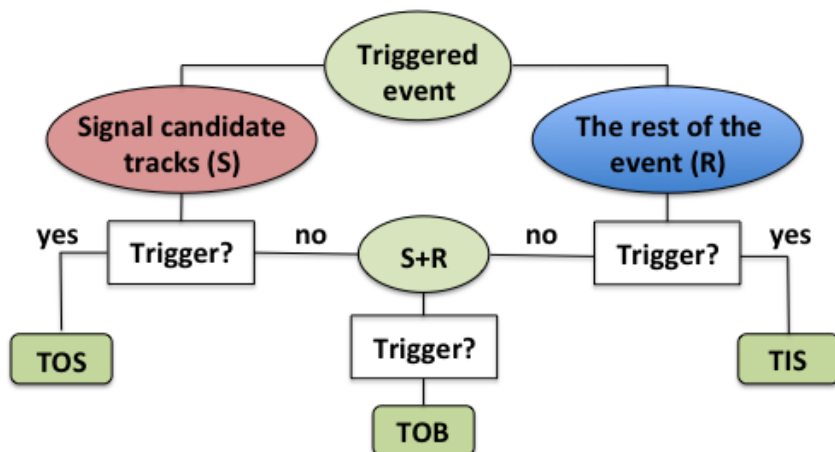 Triggered
event
Signal candidate
tracks (S)
The rest of the
event (R)
yes
Trigger?
no
S+R
no
Trigger?
yes
Trigger?
TOS
TIS
TOB